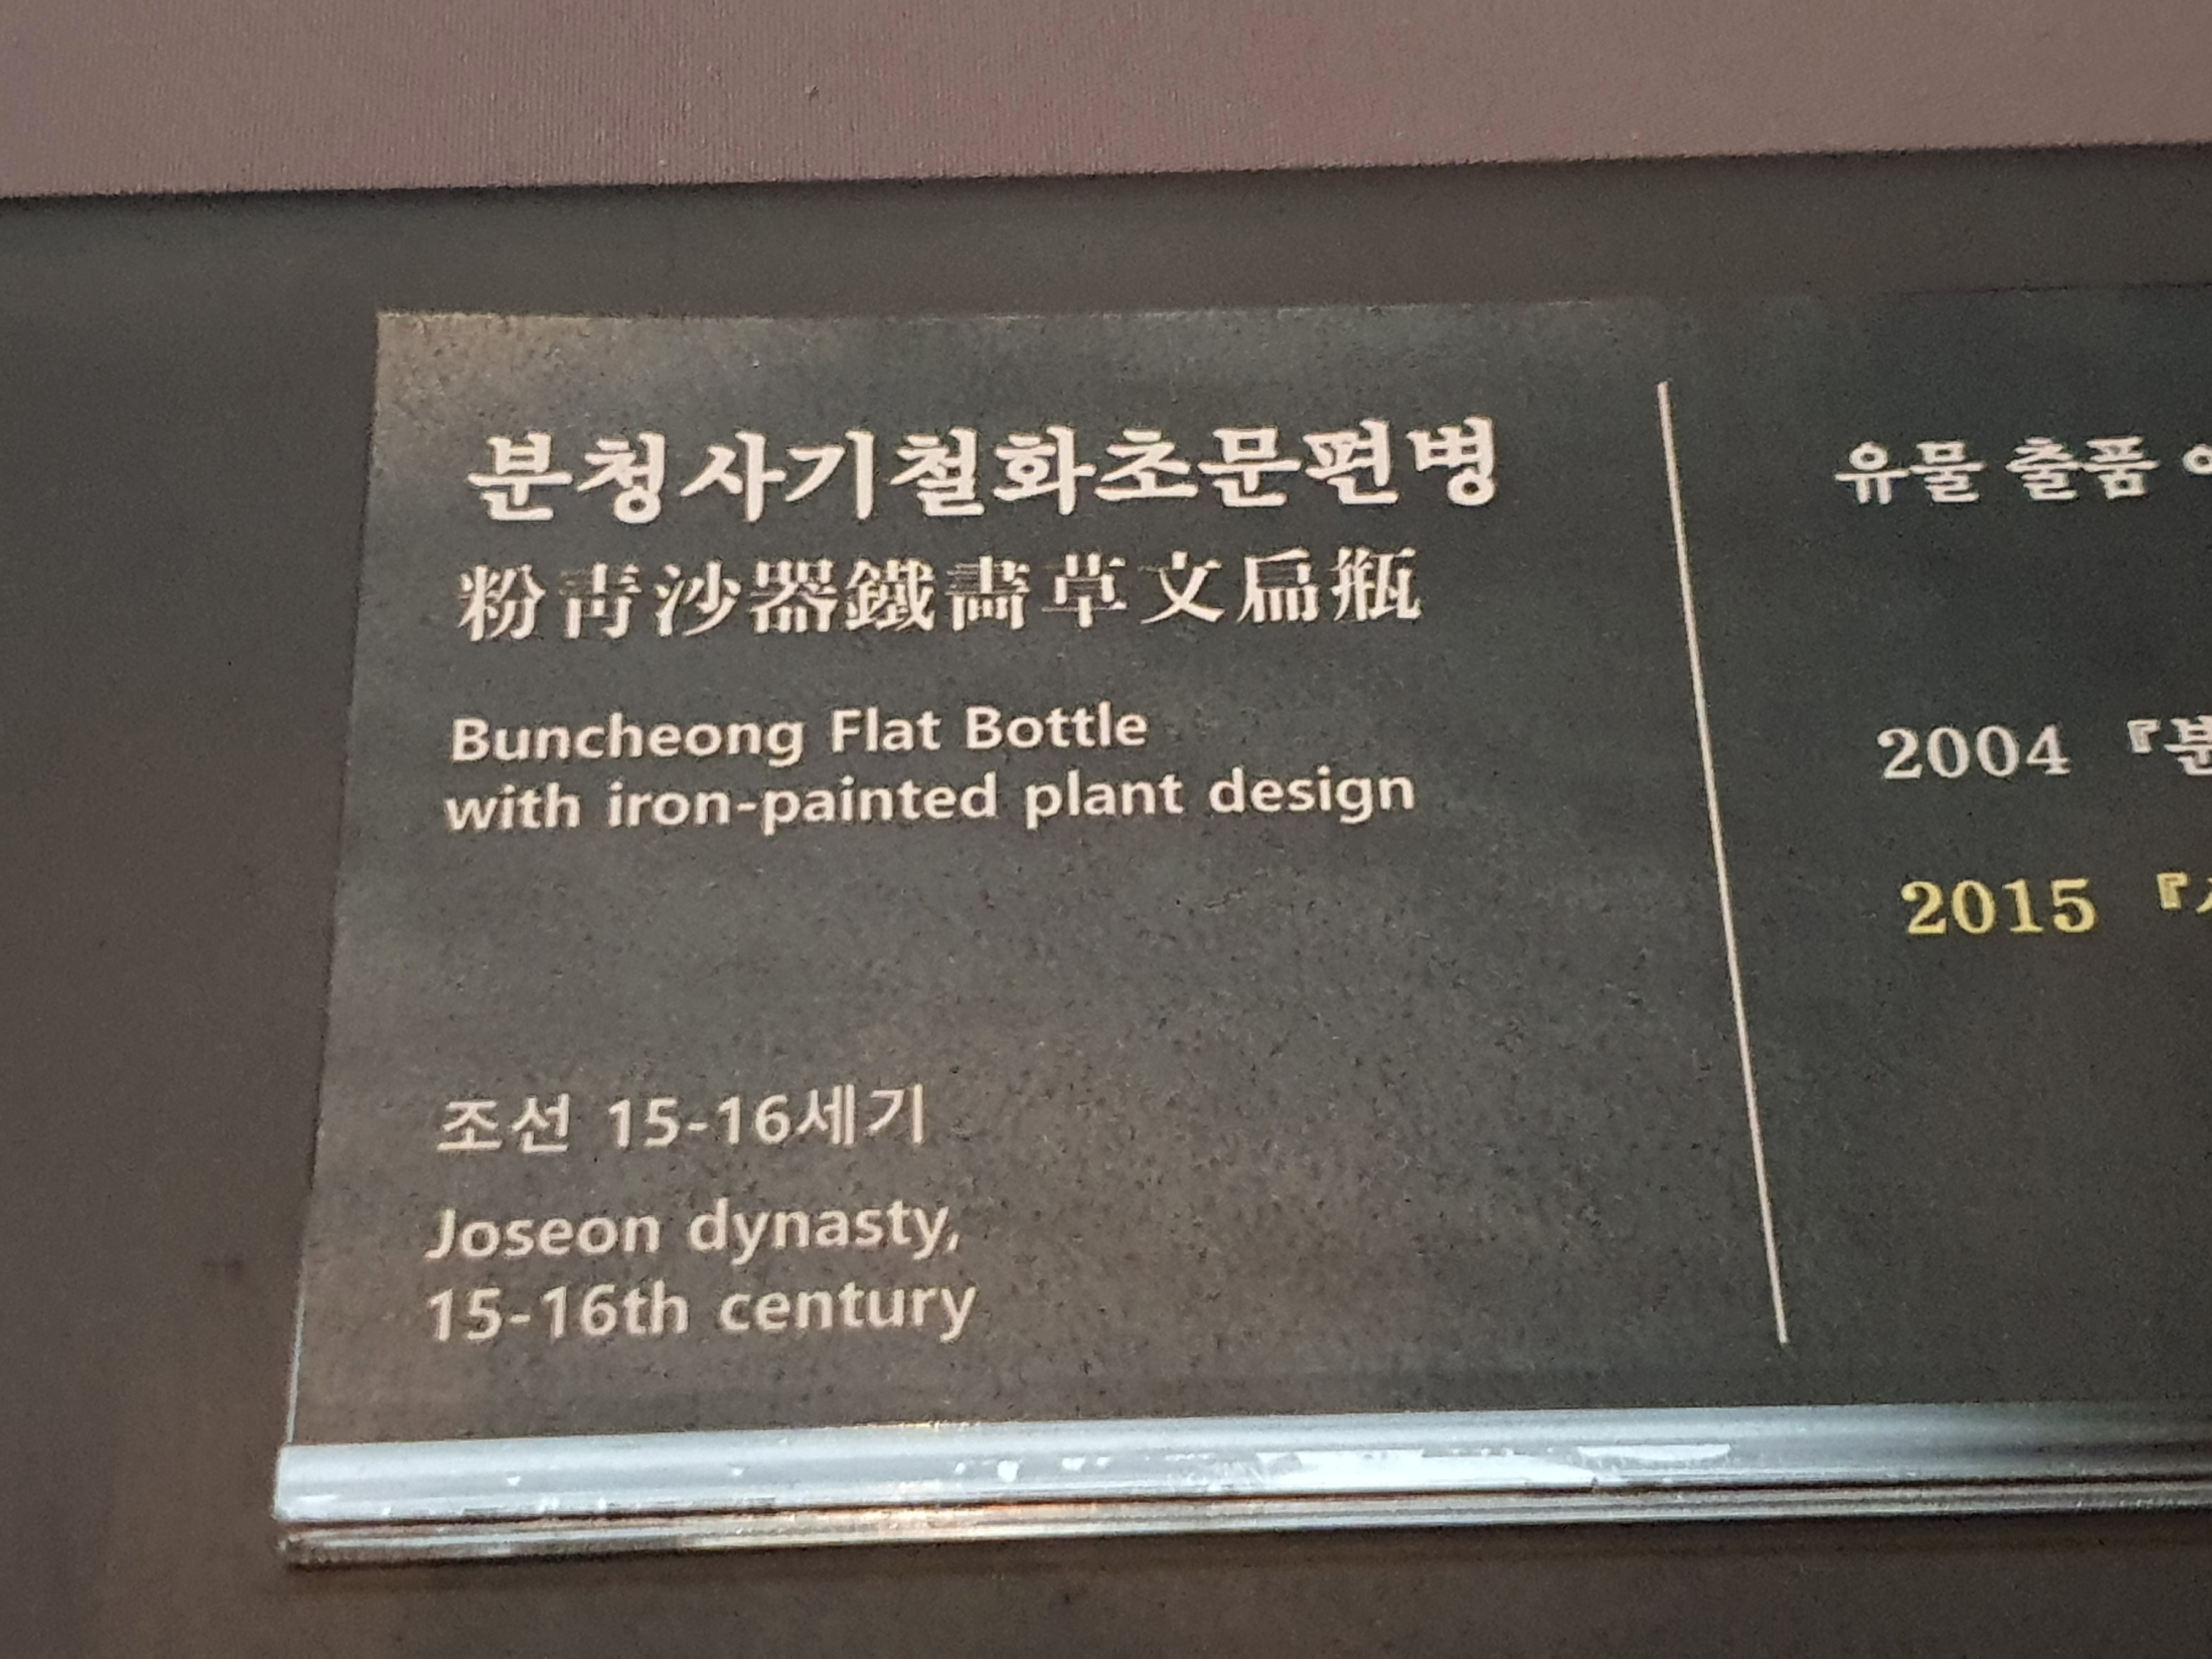 분청사기철화초문편병
粉靑沙器鐵畵草文扁甁
Buncheong Flat Bottle
with iron-painted plant design
조선 15-16세기
Joseon dynasty,
15-16th century
유물 출품
2004 『분
2015 『